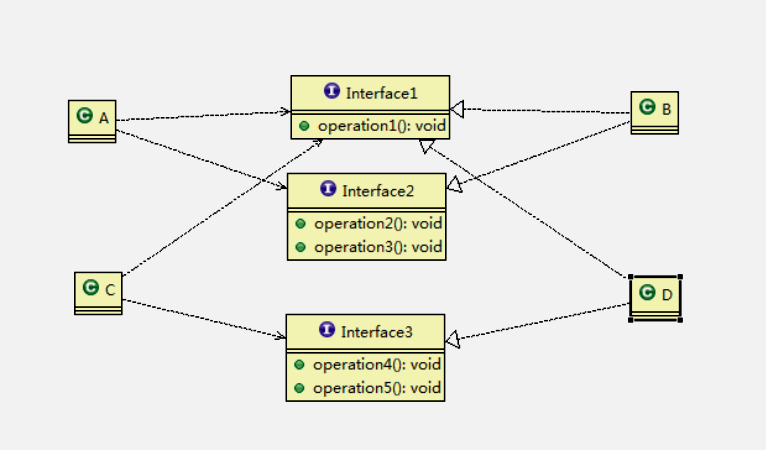 Interface1
operation1(): void
A
B
Interface2
operation2(): void
operation3(): void
C
C
C
C
C
D
Interface3
operation4(): void
operation5(): void